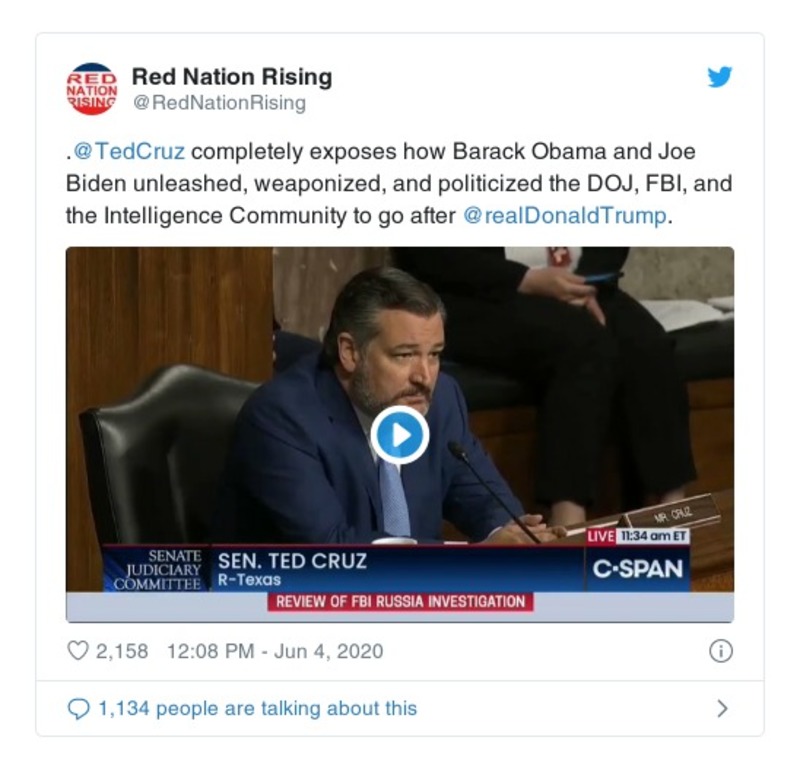 RED
NATION
RISING
Red Nation Rising
@RedNationRising
.@TedCruz completely exposes how Barack Obama and Joe
Biden unleashed, weaponized, and politicized the DOJ, FBI, and
the Intelligence Community to go after @realDonaldTrump.
MR. CRUZ
LIVE 11:34 am ET
SENATE
JUDICIARY
COMMITTEE
SEN. TED CRUZ
R-Texas
C·SPAN
REVIEW OF FBI RUSSIA INVESTIGATION
2,158 12:08 PM - Jun 4, 2020
1,134 people are talking about this